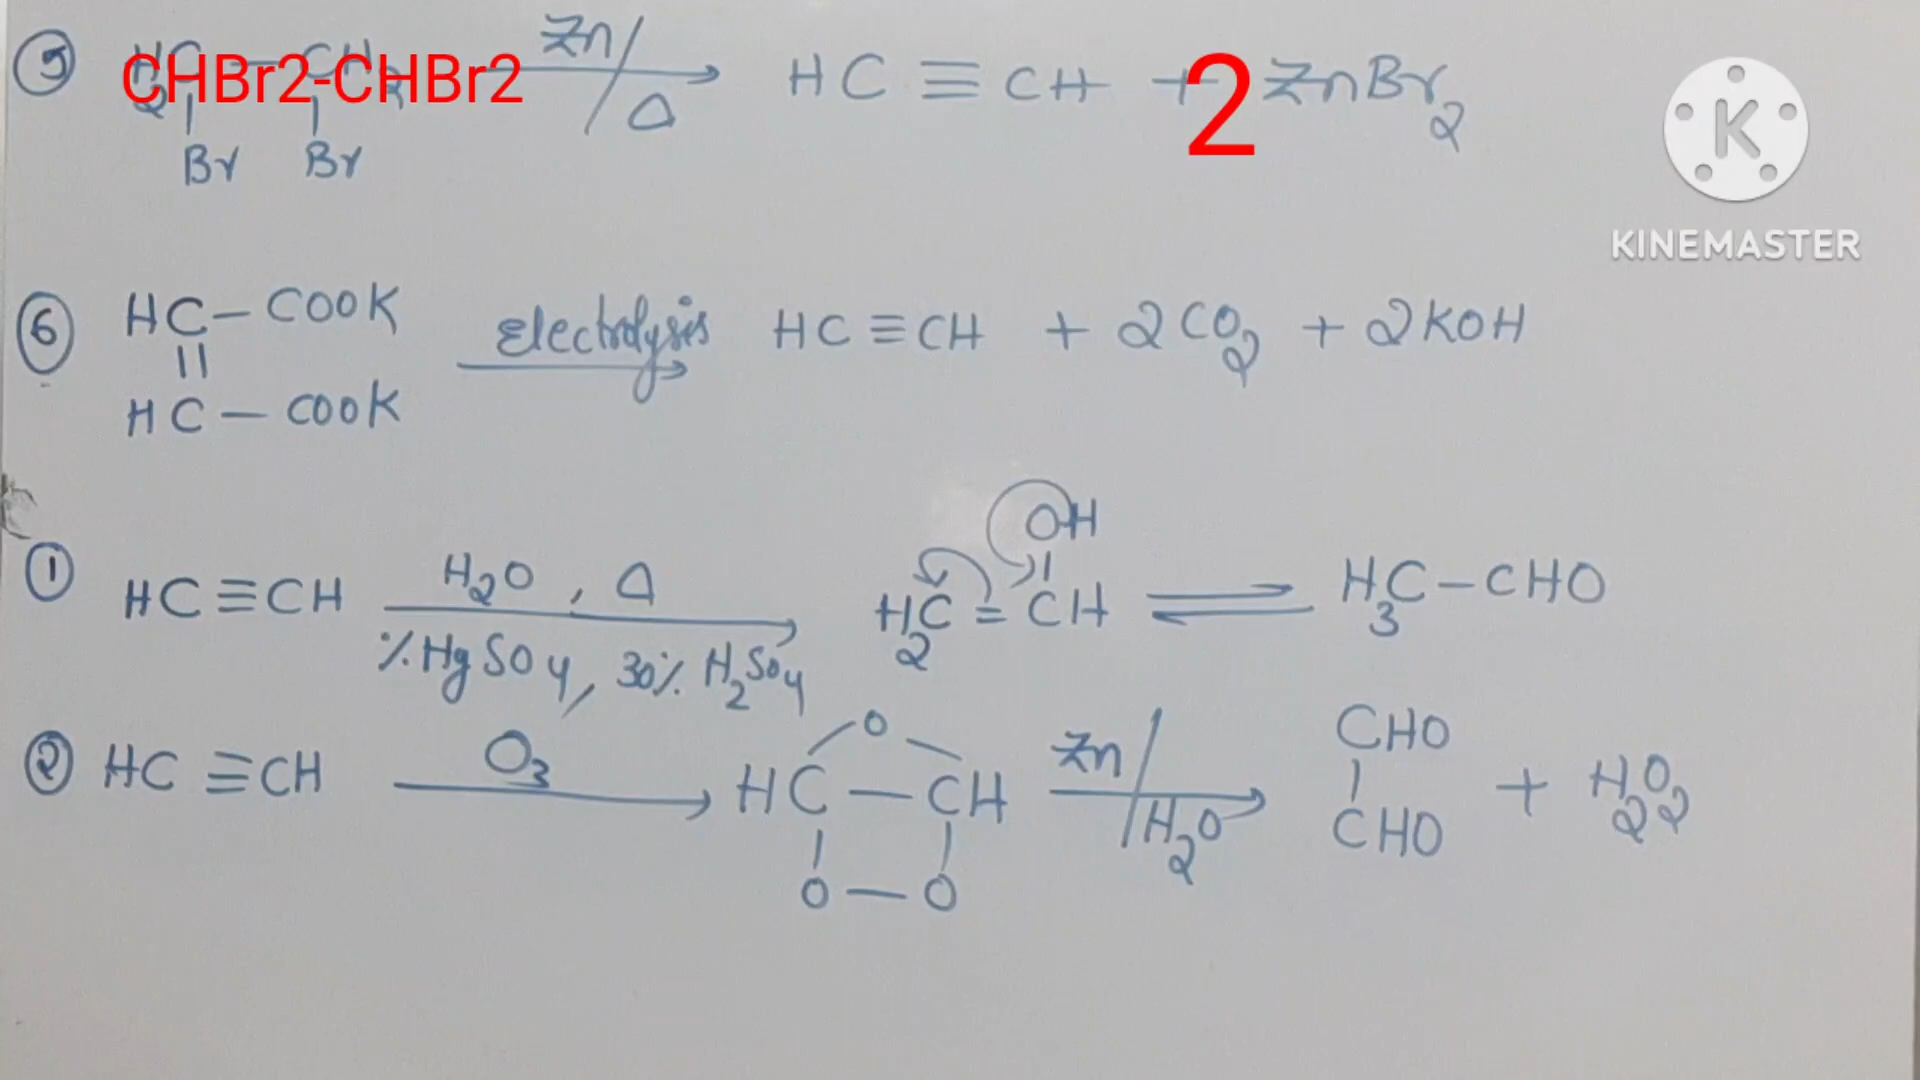 5 CHBr2-CHBr2 Zn/Δ → HC≡CH + 2 ZnBr2
Br Br
KINEMASTER
6 HC-COOK
||
HC-COOK
Electrolysis → HC≡CH + 2CO2 + 2KOH
1 HC≡CH H2O, Δ → H2C=CH ⇌ H3C-CHO
OH
% HgSO4, 30% H2SO4
2 HC≡CH O3 → HC-CH Zn/H2O → CHO + H2O2
O
O-O
CHO